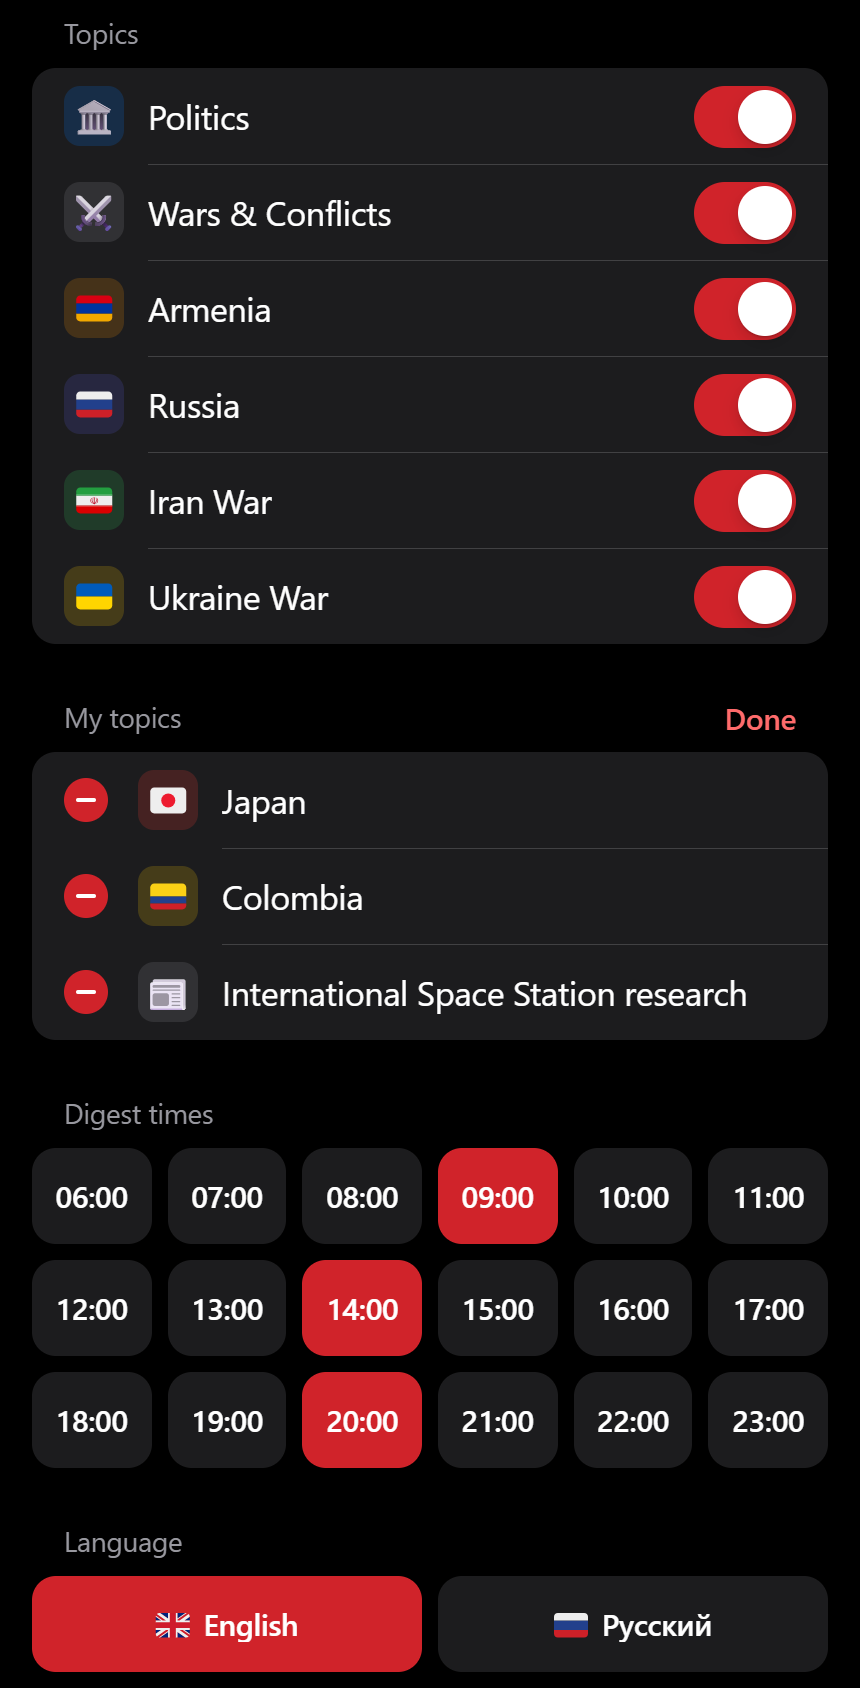 Topics
Politics
Wars & Conflicts
Armenia
Russia
Iran War
Ukraine War
My topics Done
Japan
Colombia
International Space Station research
Digest times
06:00 07:00 08:00 09:00 10:00 11:00
12:00 13:00 14:00 15:00 16:00 17:00
18:00 19:00 20:00 21:00 22:00 23:00
Language
English Русский